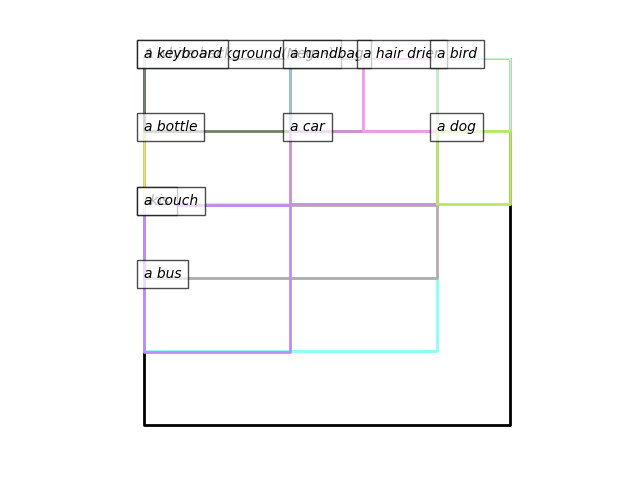 a keyboard
a handbag
a hair drier
a bird
a bottle
a car
a dog
a couch
a bus